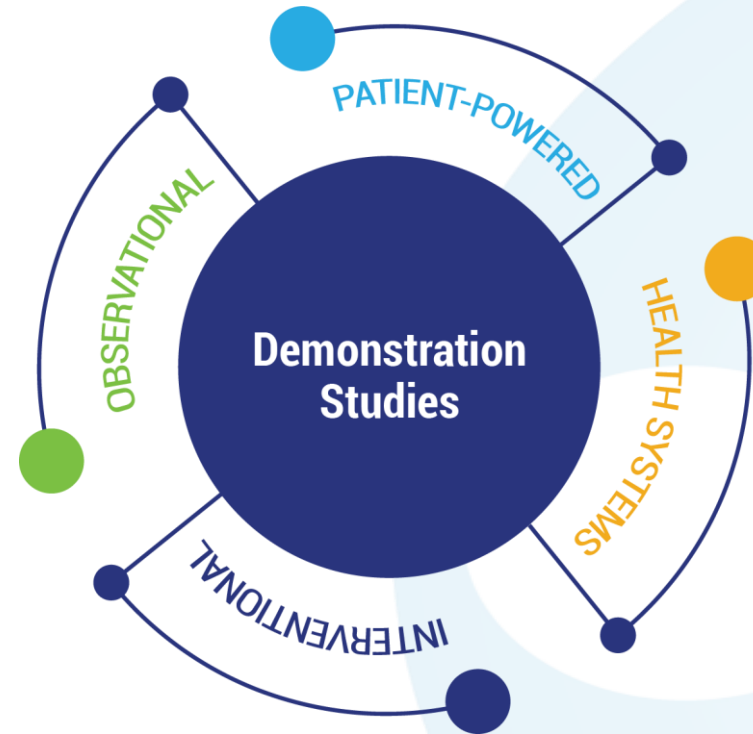 PATIENT-POWERED
OBSERVATIONAL
HEALTH SYSTEMS
Demonstration
Studies
INTERVENTIONAL